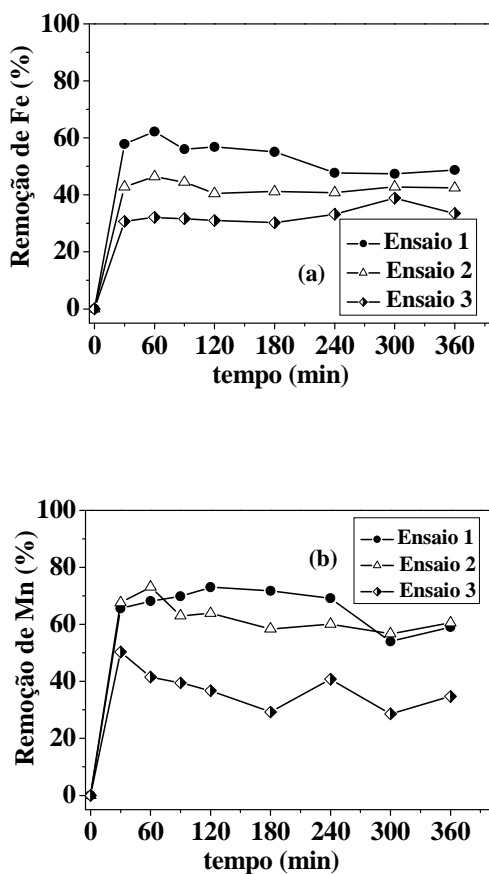 Remoção de Fe (%)
100
80
60
40
20
0
(a)
Ensaio 1
Ensaio 2
Ensaio 3
0 60 120 180 240 300 360
tempo (min)
Remoção de Mn (%)
100
80
60
40
20
0
(b)
Ensaio 1
Ensaio 2
Ensaio 3
0 60 120 180 240 300 360
tempo (min)